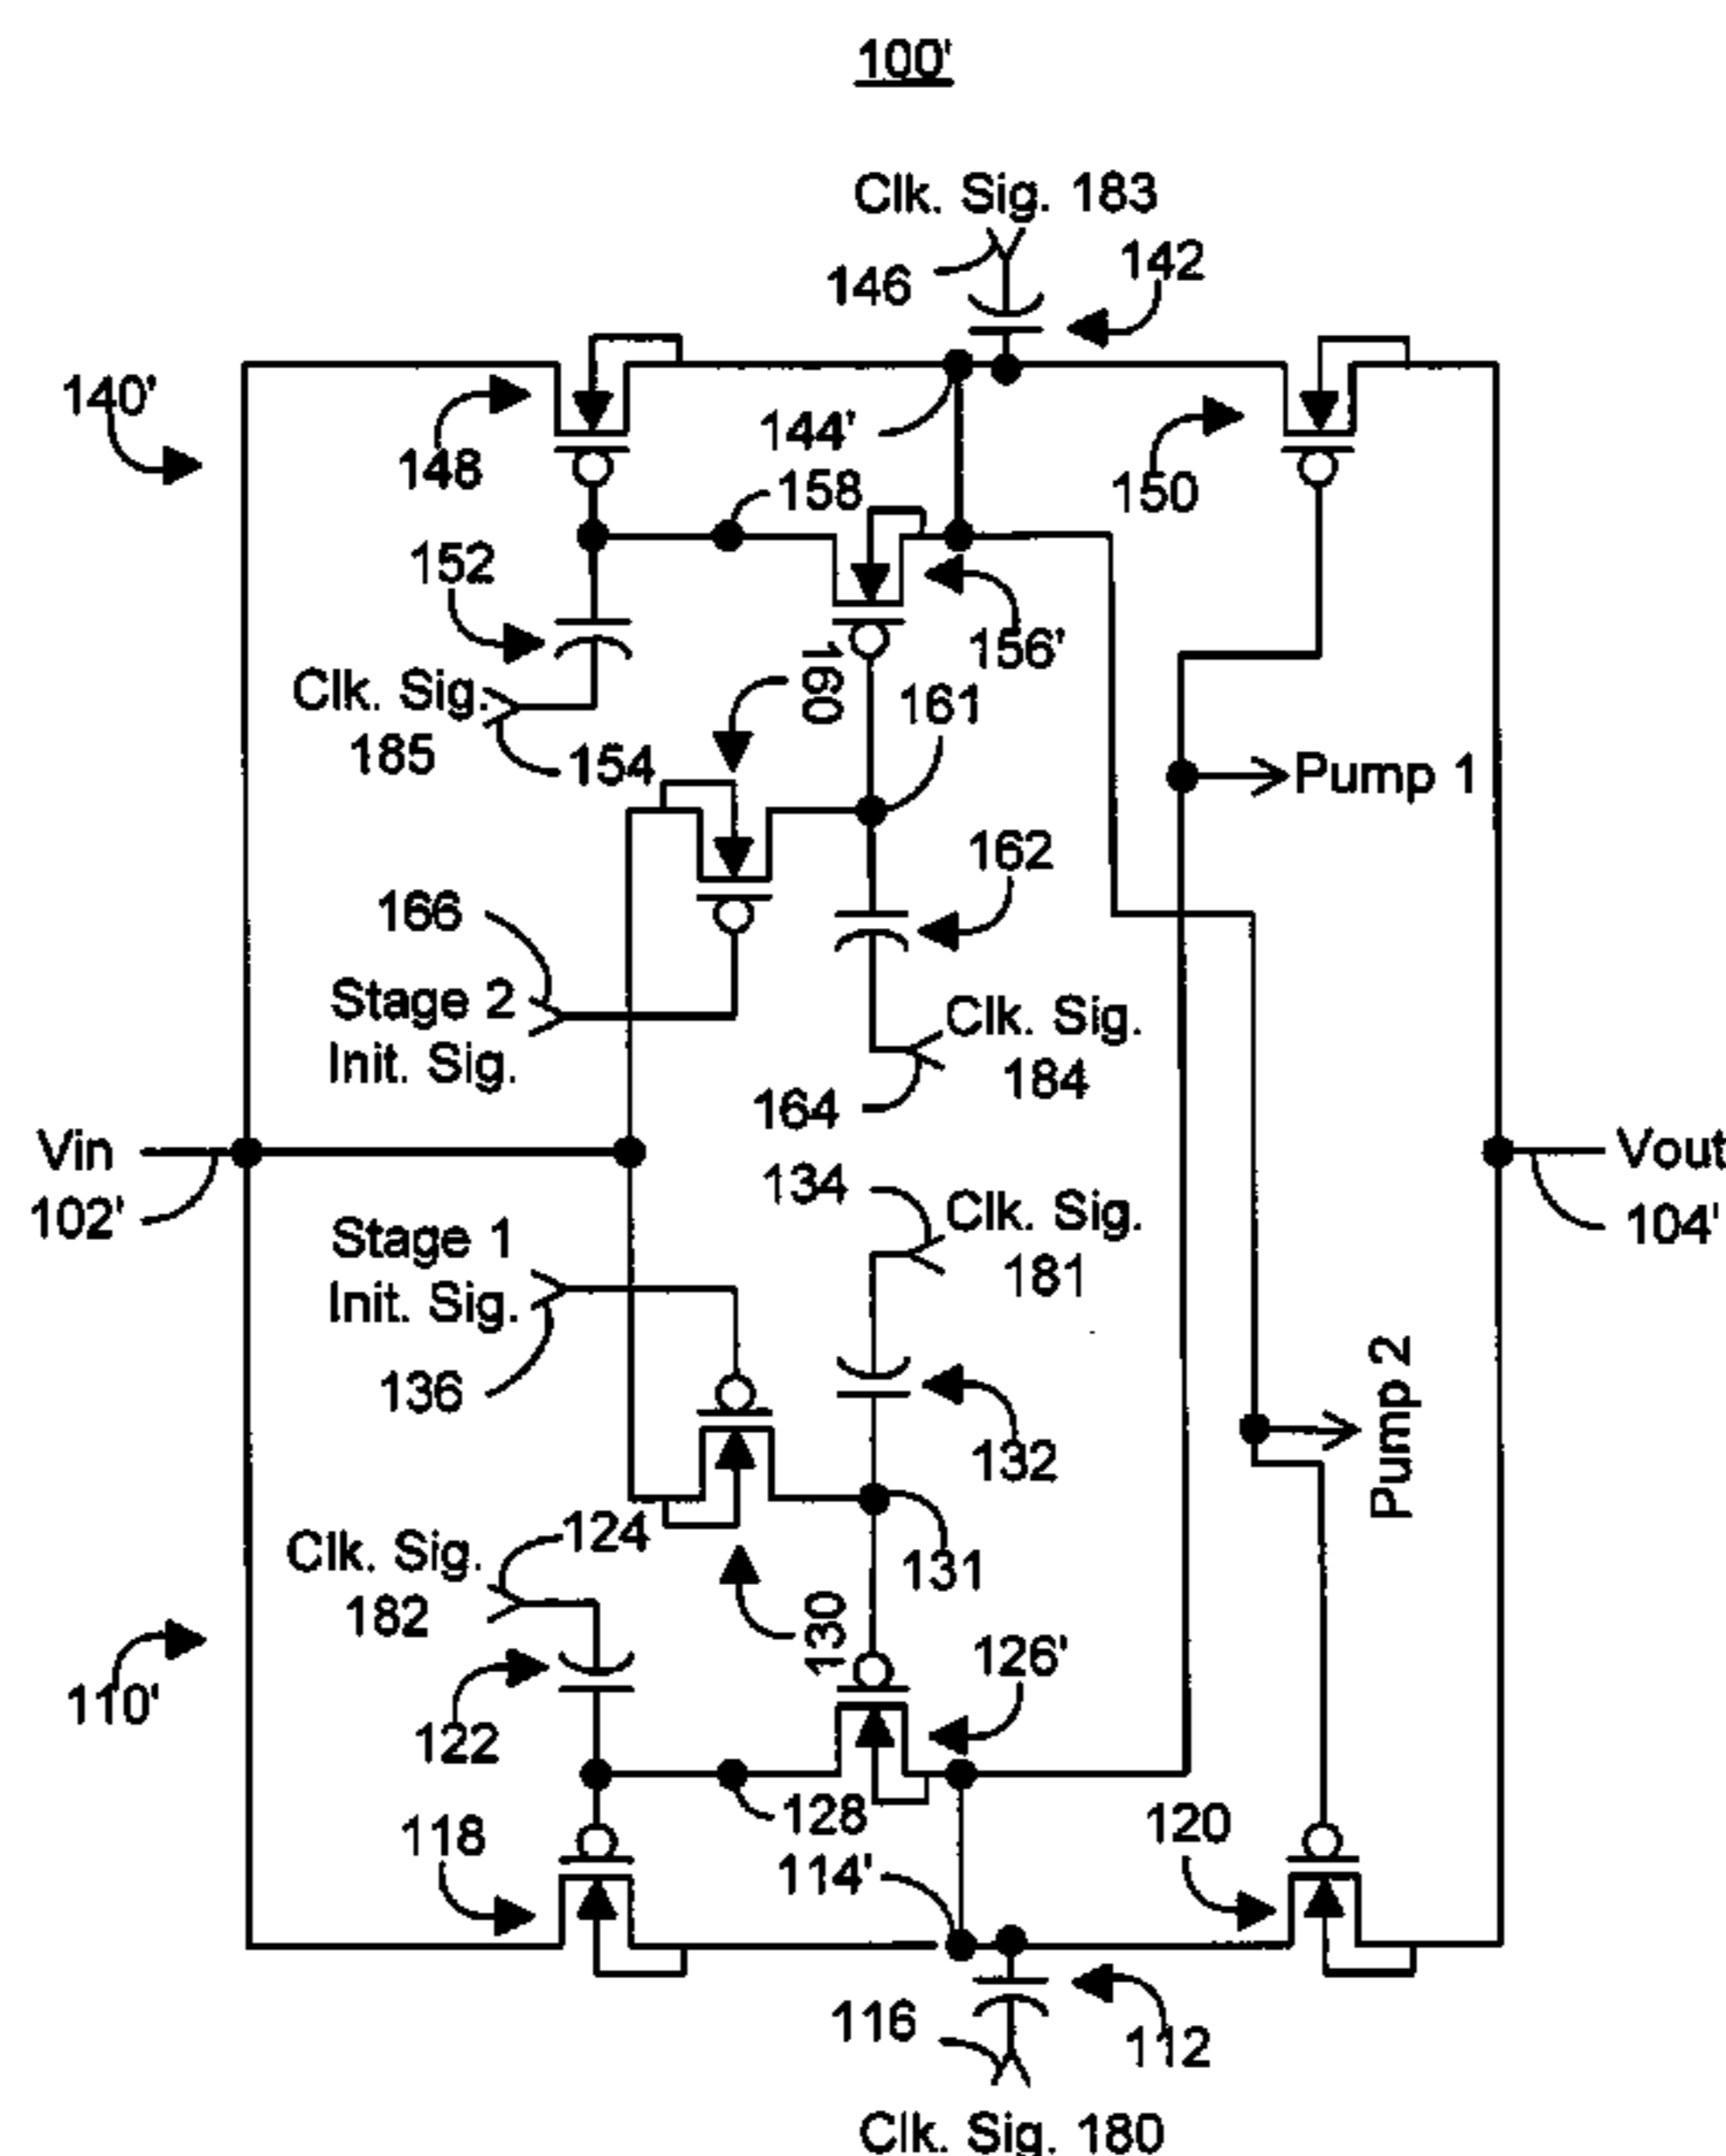 100'
Clk. Sig. 183
146
142
140'
148
144'
150
158
152
156'
Clk. Sig.
185
154
190
161
Pump 1
162
166
Stage 2
Init. Sig.
Clk. Sig.
184
164
Vin
102'
134
Clk. Sig.
181
Vout
104'
Stage 1
Init. Sig.
136
132
Pump 2
124
Clk. Sig.
182
131
130
126'
110'
122
128
118
120
114'
116
112
Clk. Sig. 180